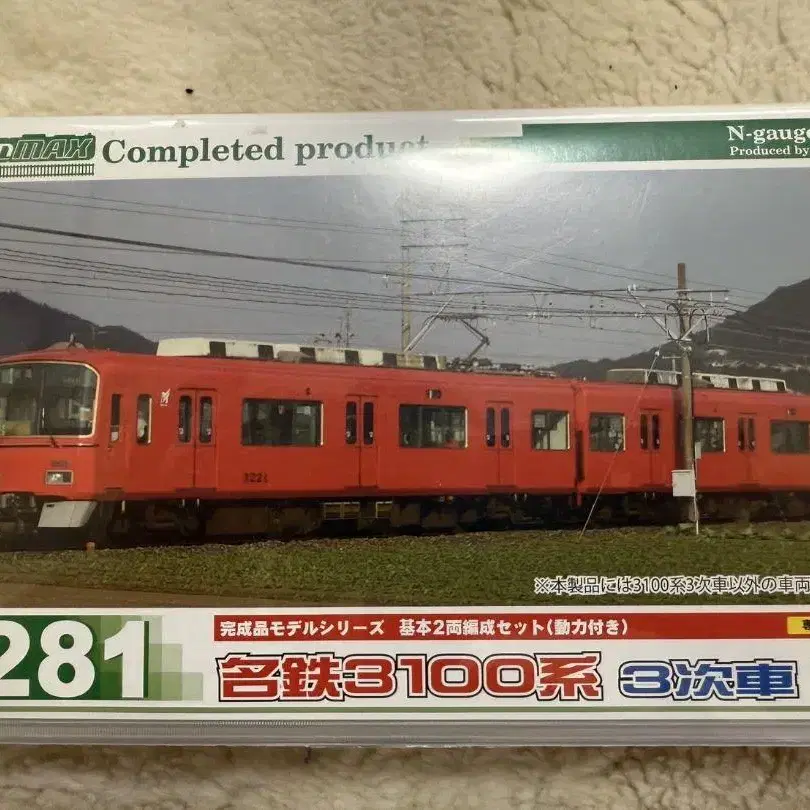 nMAX Completed product
N-gauge
Produced by
3221
※本製品には3100系3次車以外の車両
281
完成品モデルシリーズ 基本2両編成セット(動力付き)
名鉄3100系 3次車